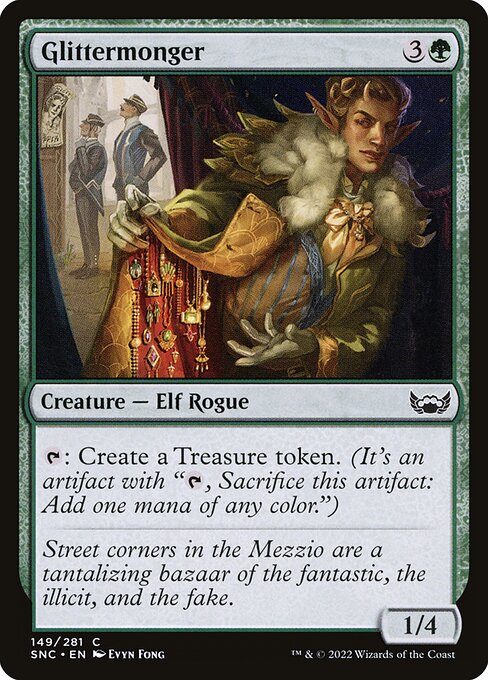 Glittermonger 3
Creature — Elf Rogue
: Create a Treasure token. (It's an
artifact with “, Sacrifice this artifact:
Add one mana of any color.”)
Street corners in the Mezzio are a
tantalizing bazaar of the fantastic, the
illicit, and the fake.
1/4
149/281 C
SNC • EN Evyn Fong
™ & © 2022 Wizards of the Coast